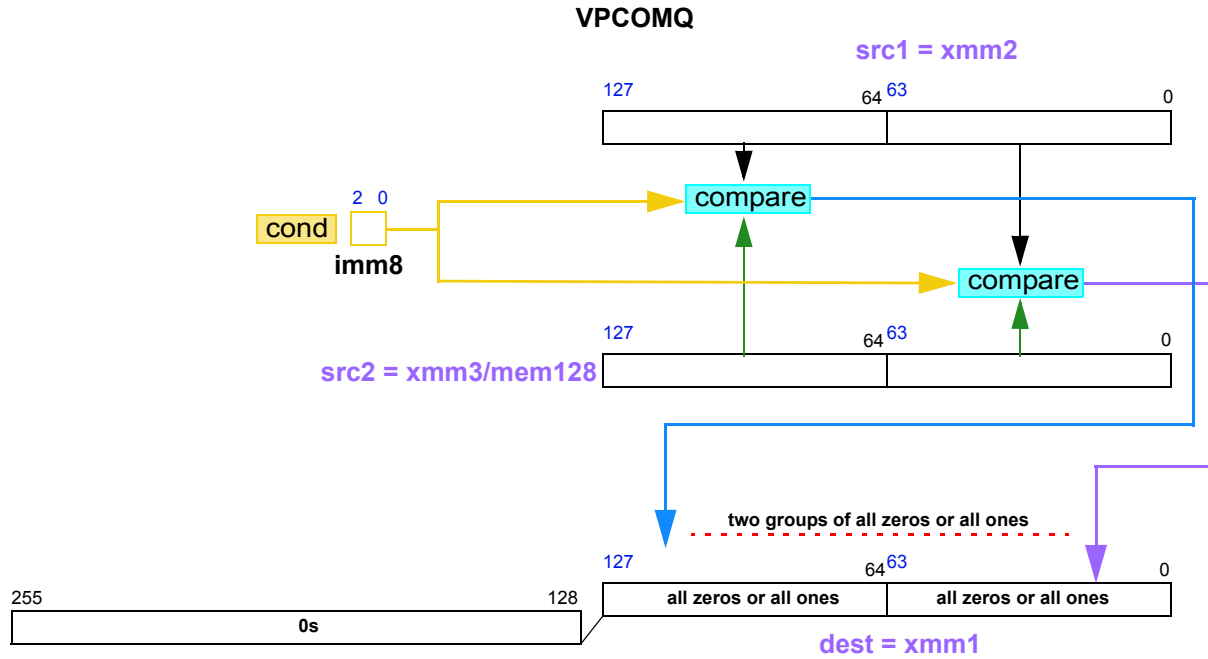 VPCOMQ
src1 = xmm2
127 64 63 0
compare
2 0
cond
imm8
compare
127 64 63 0
src2 = xmm3/mem128
two groups of all zeros or all ones
127 64 63 0
255 128
all zeros or all ones all zeros or all ones
0s
dest = xmm1